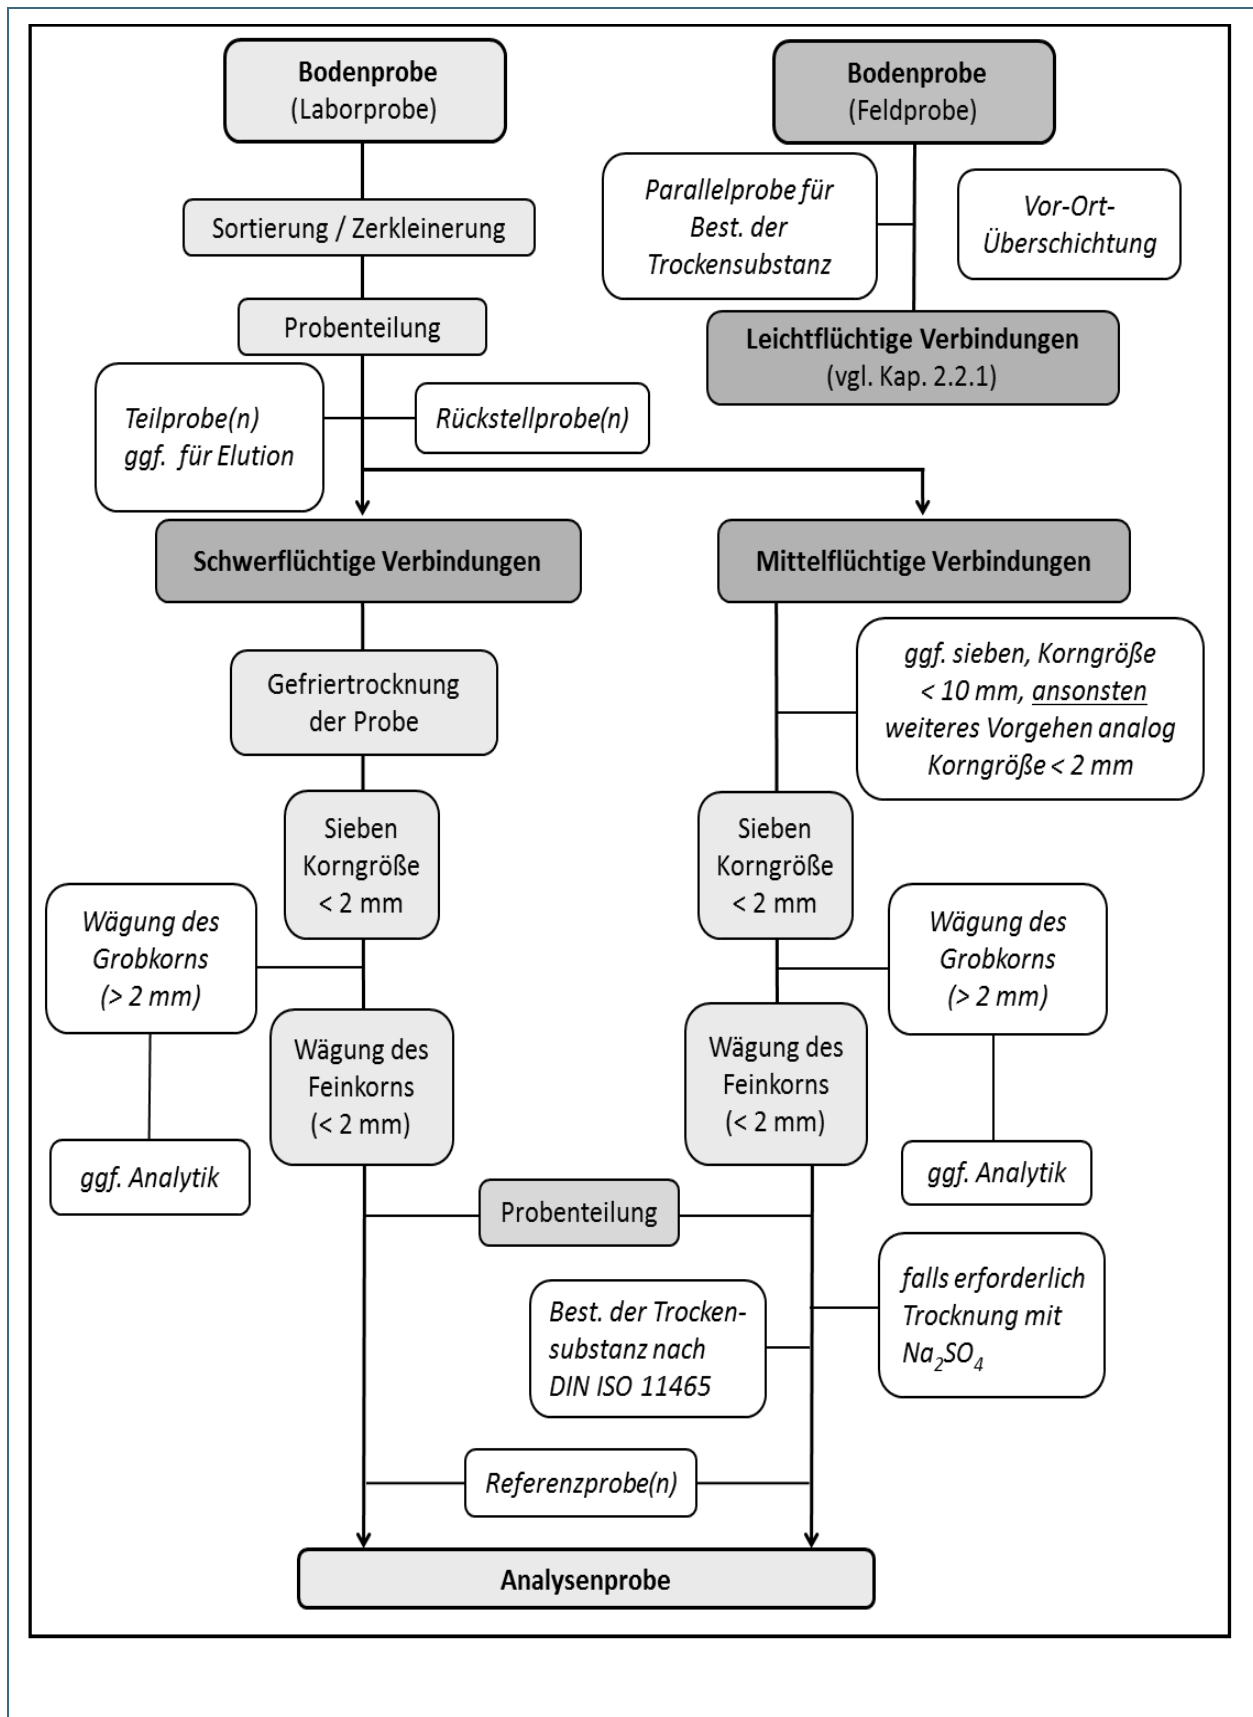 Bodenprobe
(Laborprobe)
Bodenprobe
(Feldprobe)
Parallelprobe für
Best. der
Trockensubstanz
Vor-Ort-
Überschichtung
Sortierung / Zerkleinerung
Probenteilung
Leichtflüchtige Verbindungen
(vgl. Kap. 2.2.1)
Teilprobe(n)
ggf. für Elution
Rückstellprobe(n)
Schwerflüchtige Verbindungen
Mittelflüchtige Verbindungen
Gefriertrocknung
der Probe
ggf. sieben, Korngröße
< 10 mm, ansonsten
weiteres Vorgehen analog
Korngröße < 2 mm
Sieben
Korngröße
< 2 mm
Sieben
Korngröße
< 2 mm
Wägung des
Grobkorns
(> 2 mm)
Wägung des
Grobkorns
(> 2 mm)
Wägung des
Feinkorns
(< 2 mm)
Wägung des
Feinkorns
(< 2 mm)
ggf. Analytik
ggf. Analytik
Probenteilung
Best. der Trocken-
substanz nach
DIN ISO 11465
falls erforderlich
Trocknung mit
Na2SO4
Referenzprobe(n)
Analysenprobe